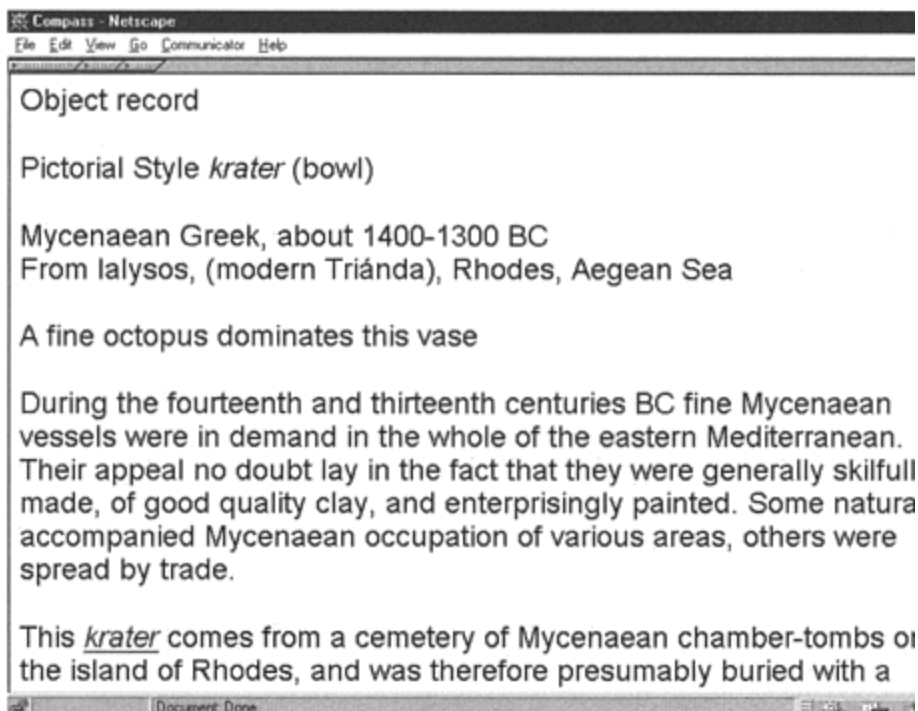 Compass - Netscape
File Edit View Go Communicator Help
Object record
Pictorial Style krater (bowl)
Mycenaean Greek, about 1400-1300 BC
From Ialysos, (modern Triánda), Rhodes, Aegean Sea
A fine octopus dominates this vase
During the fourteenth and thirteenth centuries BC fine Mycenaean
vessels were in demand in the whole of the eastern Mediterranean.
Their appeal no doubt lay in the fact that they were generally skilfull
made, of good quality clay, and enterprisingly painted. Some natura
accompanied Mycenaean occupation of various areas, others were
spread by trade.
This krater comes from a cemetery of Mycenaean chamber-tombs on
the island of Rhodes, and was therefore presumably buried with a
Document: Done